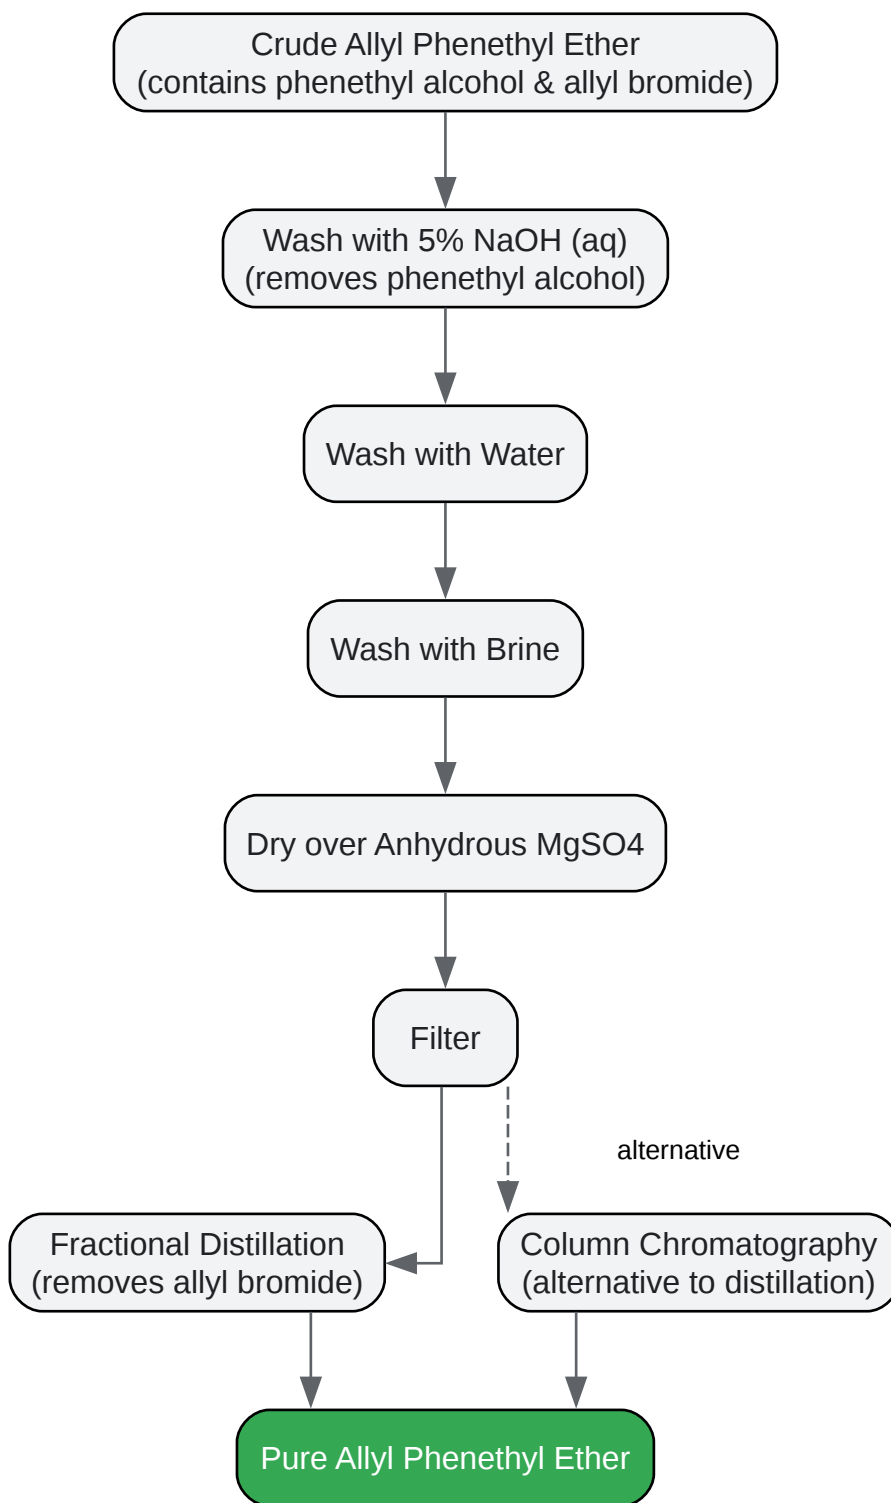 Crude Allyl Phenethyl Ether
(contains phenethyl alcohol & allyl bromide)
Wash with 5% NaOH (aq)
(removes phenethyl alcohol)
Wash with Water
Wash with Brine
Dry over Anhydrous MgSO4
Filter
alternative
Fractional Distillation
(removes allyl bromide)
Column Chromatography
(alternative to distillation)
Pure Allyl Phenethyl Ether